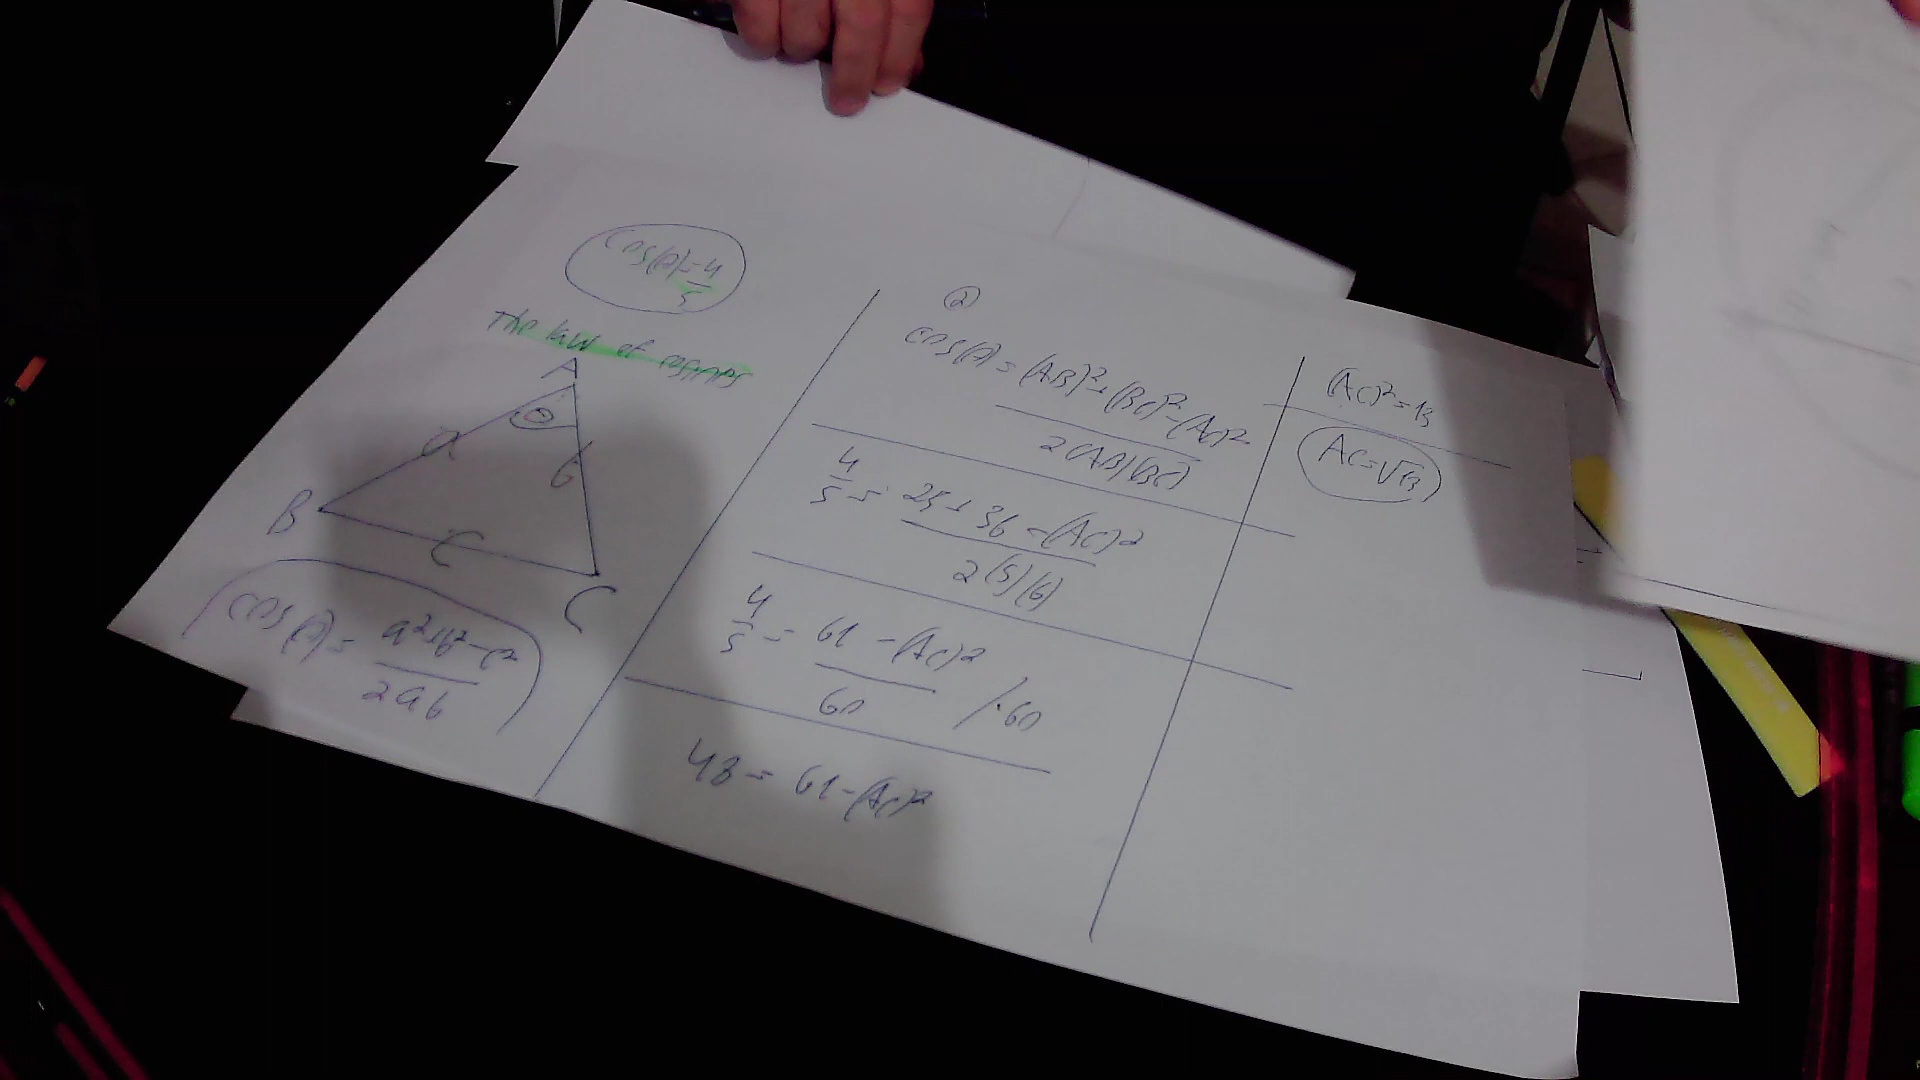 cos(θ)=4/5
The law of cosines
A
θ
a
b
B
C
C
cos(θ)= a²+b²-c² / 2ab
②
cos(θ) = (AB)²+(BC)²-(AC)² / 2(AB)(BC)
4/5 = 25+36-(AC)² / 2(5)(6)
4/5 = 61-(AC)² / 60 /·60
48 = 61-(AC)²
(AC)²=13
AC=√13